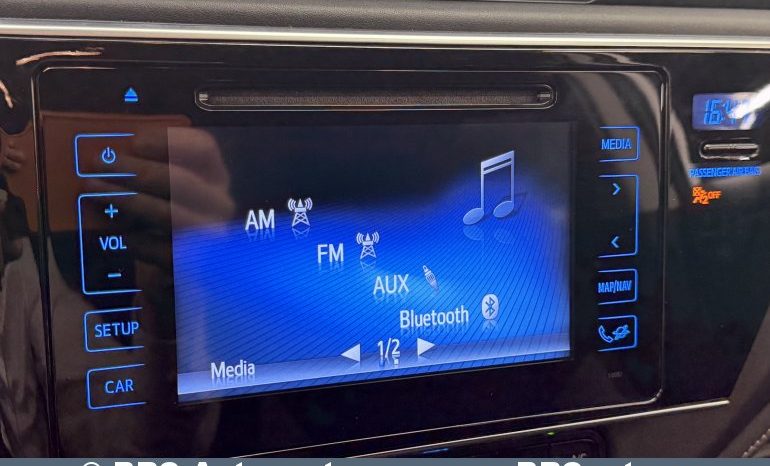 VOL
SETUP
CAR
AM
FM
AUX
Bluetooth
Media
1/2
MEDIA
MAP/NAV
PASSENGER AIR BAG
OFF